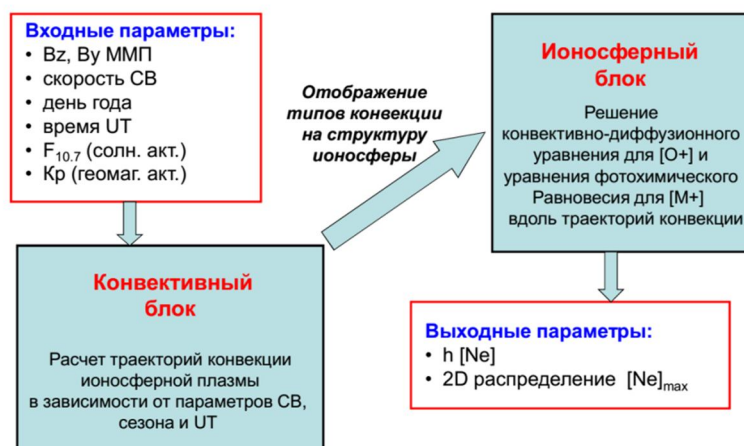 Входные параметры:
• Bz, By ММП
• скорость СВ
• день года
• время UT
• F10.7 (солн. акт.)
• Кр (геомаг. акт.)
Отображение
типов конвекции
на структуру
ионосферы
Ионосферный
блок
Решение
конвективно-диффузионного
уравнения для [O+] и
уравнения фотохимического
Равновесия для [M+]
вдоль траекторий конвекции
Конвективный
блок
Расчет траекторий конвекции
ионосферной плазмы
в зависимости от параметров СВ,
сезона и UT
Выходные параметры:
• h [Ne]
• 2D распределение [Ne]max